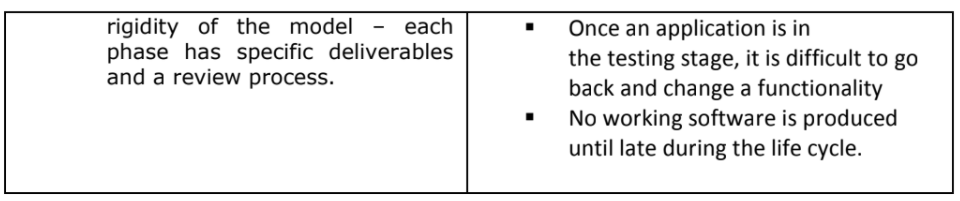 rigidity of the model – each
phase has specific deliverables
and a review process.
▪ Once an application is in
the testing stage, it is difficult to go
back and change a functionality
▪ No working software is produced
until late during the life cycle.